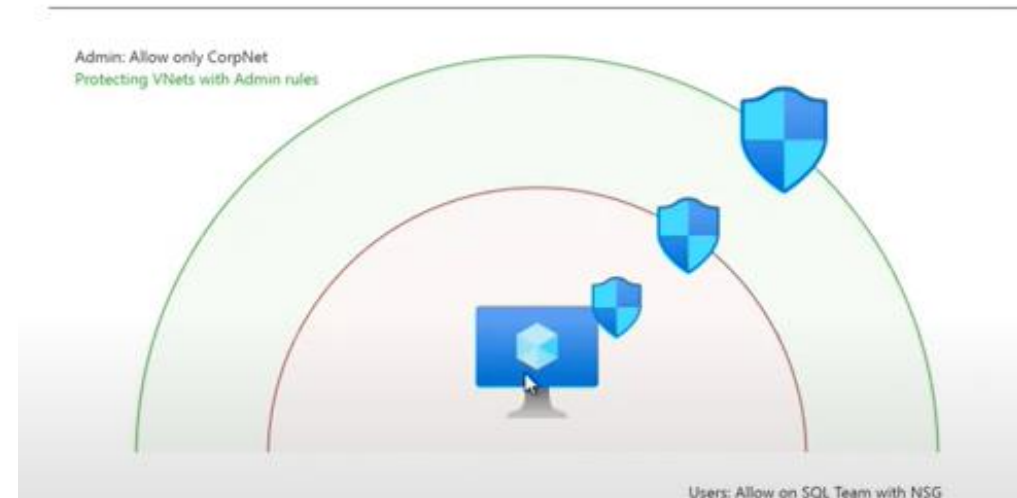 Admin: Allow only CorpNet
Protecting VNets with Admin rules
Users: Allow on SQL Team with NSG